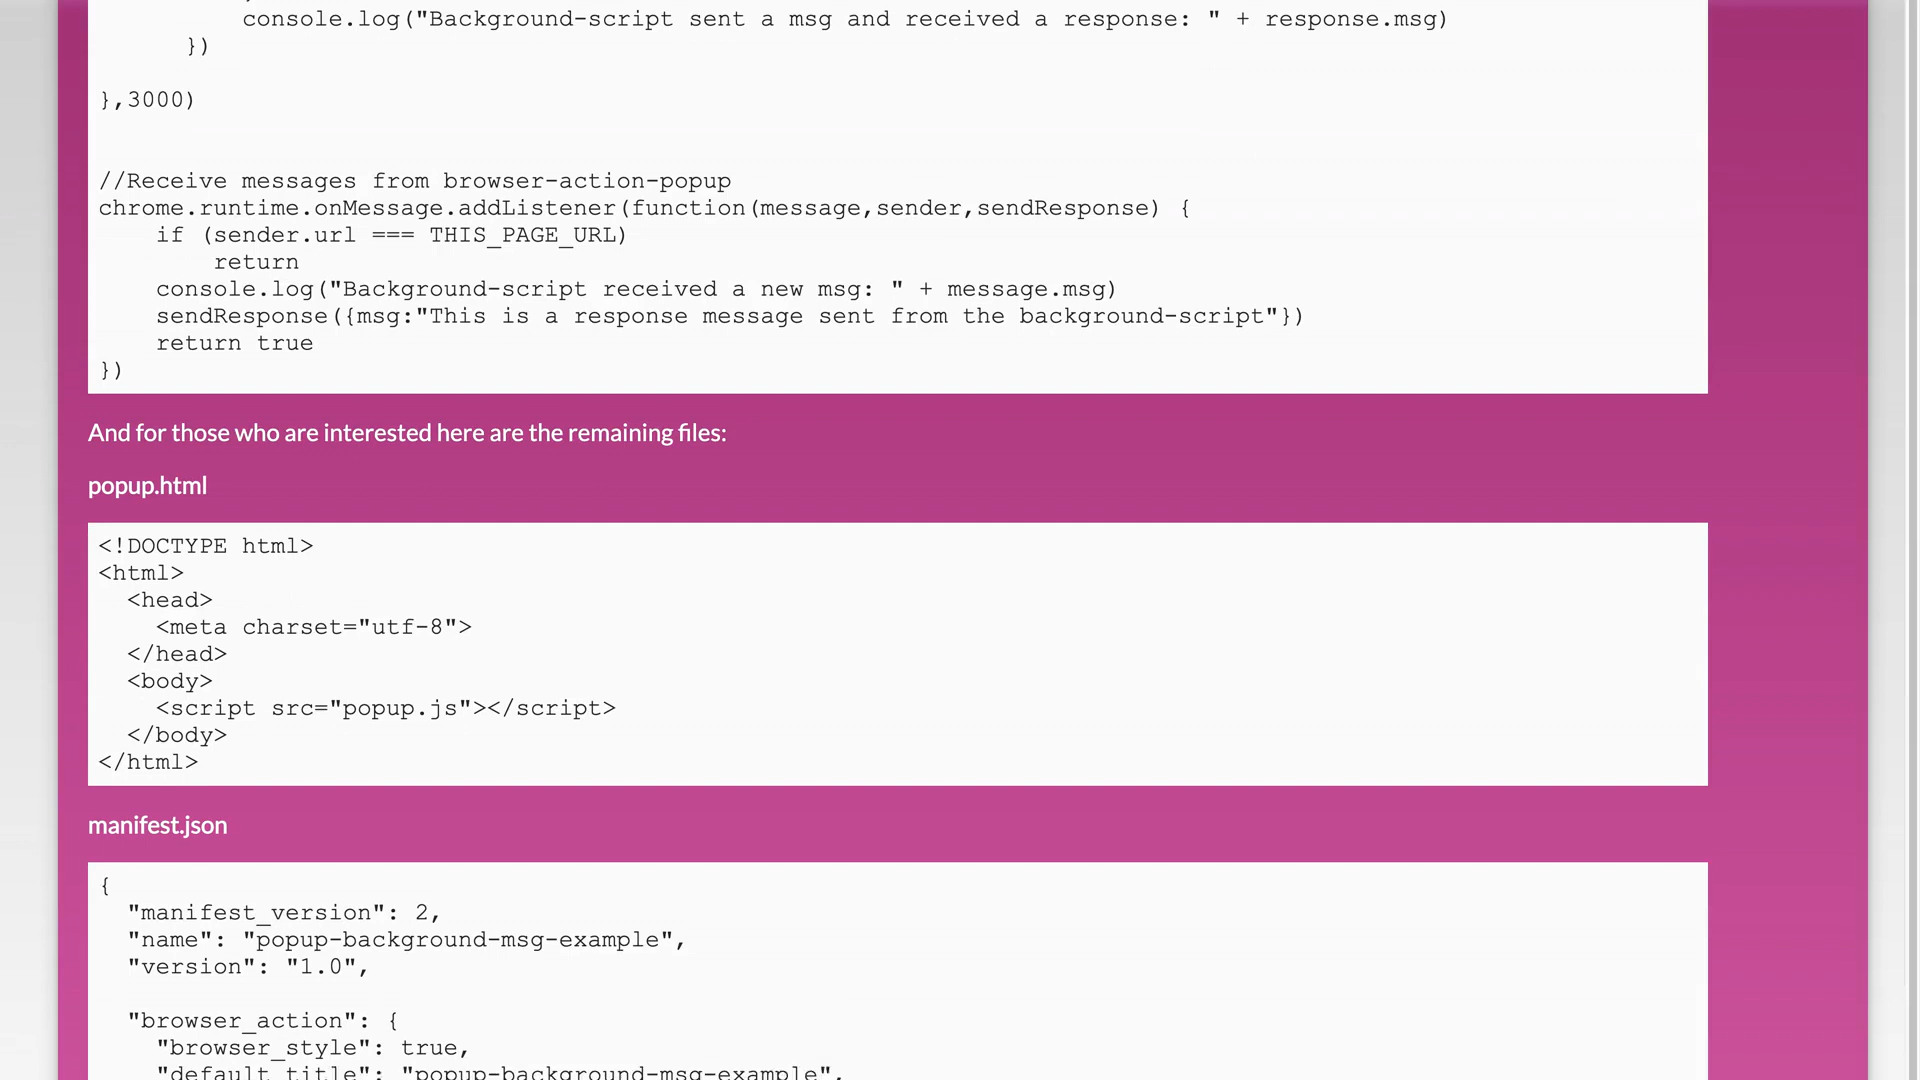 console.log("Background-script sent a msg and received a response: " + response.msg)
})
},3000)
//Receive messages from browser-action-popup
chrome.runtime.onMessage.addListener(function(message,sender,sendResponse) {
if (sender.url === THIS_PAGE_URL)
return
console.log("Background-script received a new msg: " + message.msg)
sendResponse({msg:"This is a response message sent from the background-script"})
return true
})
And for those who are interested here are the remaining files:
popup.html
<!DOCTYPE html>
<html>
<head>
<meta charset="utf-8">
</head>
<body>
<script src="popup.js"></script>
</body>
</html>
manifest.json
{
"manifest_version": 2,
"name": "popup-background-msg-example",
"version": "1.0",
"browser_action": {
"browser_style": true,
"default_title": "popup-background-msg-example",